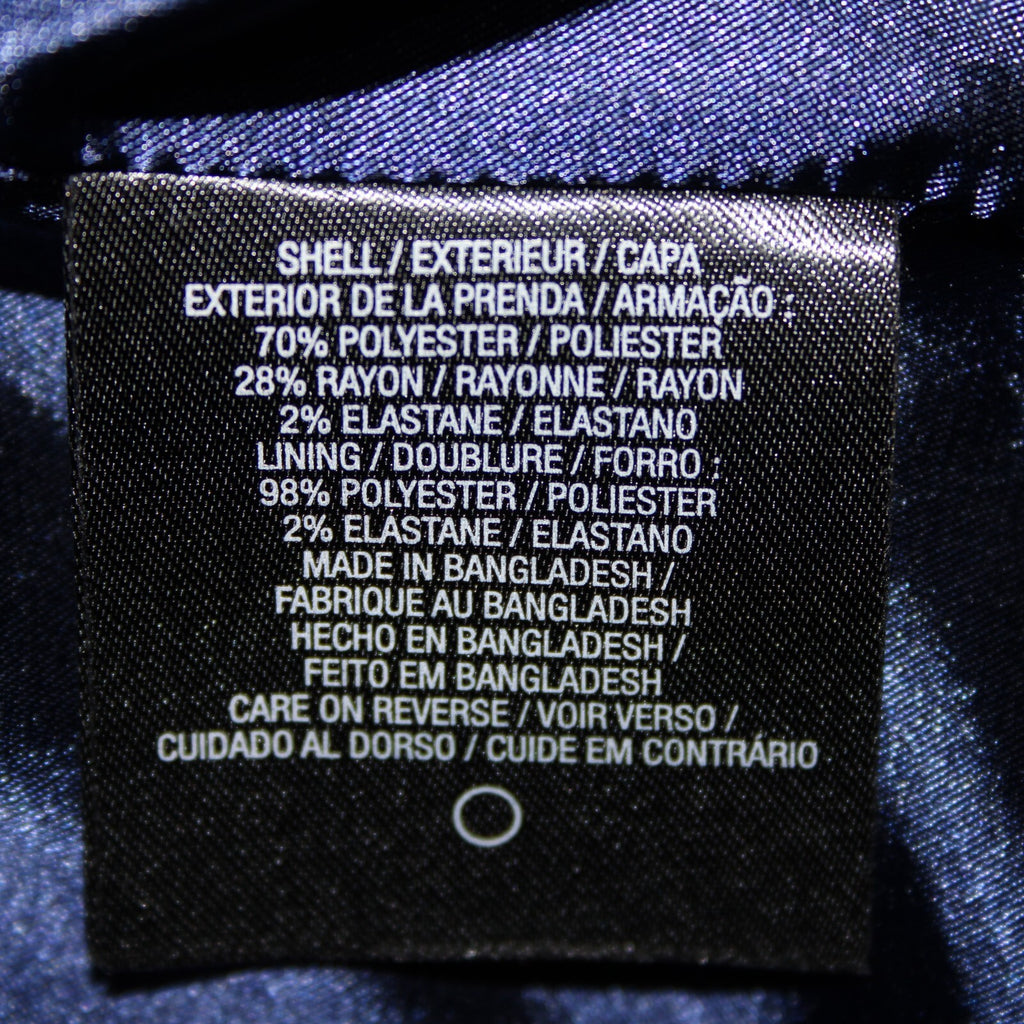 SHELL / EXTERIEUR / CAPA
EXTERIOR DE LA PRENDA / ARMAÇÃO :
70% POLYESTER / POLIESTER
28% RAYON / RAYONNE / RAYON
2% ELASTANE / ELASTANO
LINING / DOUBLURE / FORRO :
98% POLYESTER / POLIESTER
2% ELASTANE / ELASTANO
MADE IN BANGLADESH /
FABRIQUE AU BANGLADESH
HECHO EN BANGLADESH /
FEITO EM BANGLADESH
CARE ON REVERSE / VOIR VERSO /
CUIDADO AL DORSO / CUIDE EM CONTRÁRIO